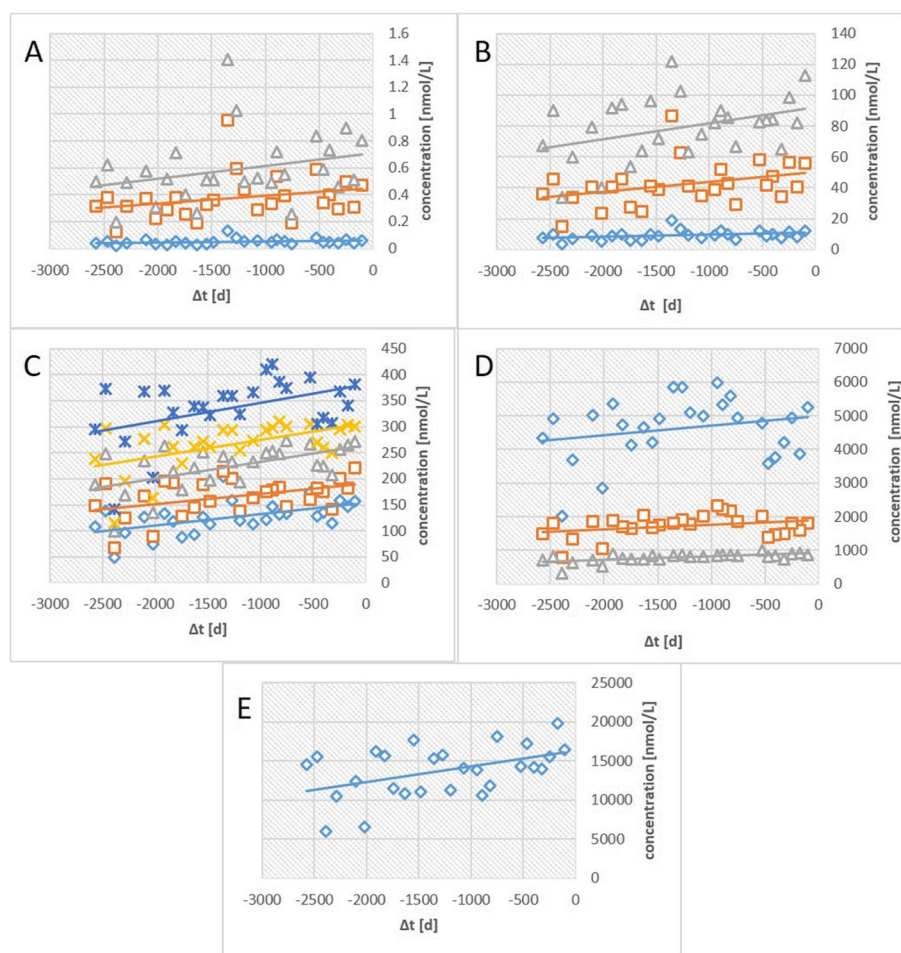 A
1.6
1.4
1.2
1
0.8
0.6
0.4
0.2
0
concentration [nmol/L]
-3000 -2500 -2000 -1500 -1000 -500 0
Δt [d]
B
140
120
100
80
60
40
20
0
concentration [nmol/L]
-3000 -2500 -2000 -1500 -1000 -500 0
Δt [d]
C
450
400
350
300
250
200
150
100
50
0
concentration [nmol/L]
-3000 -2500 -2000 -1500 -1000 -500 0
Δt [d]
D
7000
6000
5000
4000
3000
2000
1000
0
concentration [nmol/L]
-3000 -2500 -2000 -1500 -1000 -500 0
Δt [d]
E
25000
20000
15000
10000
5000
0
concentration [nmol/L]
-3000 -2500 -2000 -1500 -1000 -500 0
Δt [d]